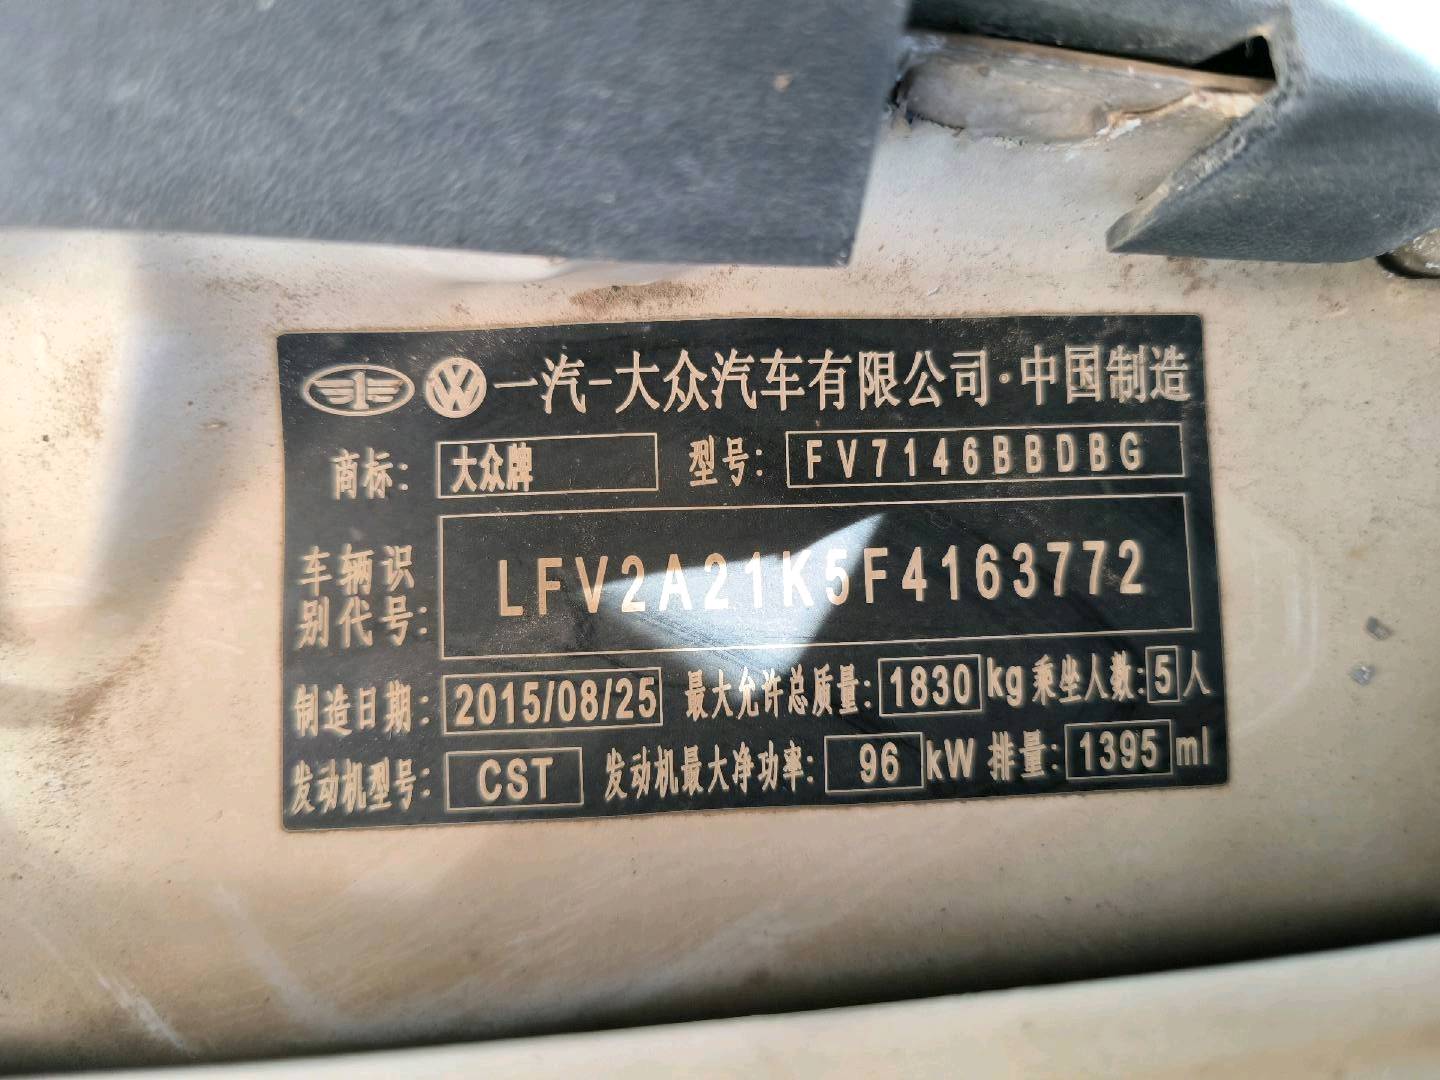 一汽-大众汽车有限公司·中国制造
商标: 大众牌 型号: FV7146BBDBG
车辆识别代号: LFV2A21K5F4163772
制造日期: 2015/08/25 最大允许总质量: 1830 kg 乘坐人数: 5 人
发动机型号: CST 发动机最大净功率: 96 kW 排量: 1395 ml